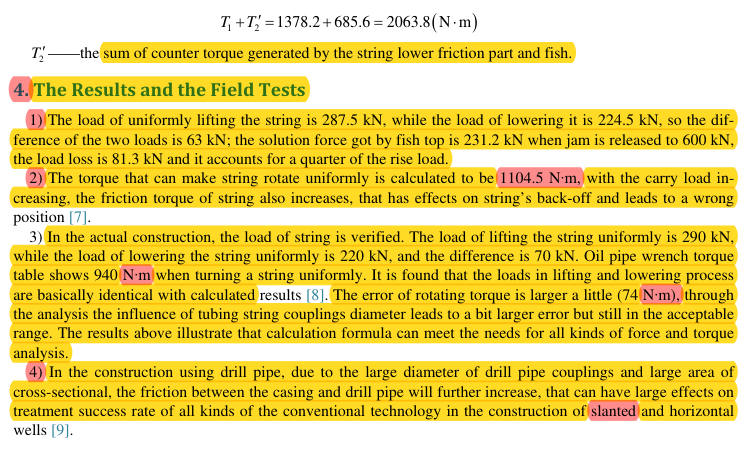 T₁ + T₂′ = 1378.2 + 685.6 = 2063.8 (N·m)
T₂′ ——the sum of counter torque generated by the string lower friction part and fish.
4. The Results and the Field Tests
1) The load of uniformly lifting the string is 287.5 kN, while the load of lowering it is 224.5 kN, so the dif-
ference of the two loads is 63 kN; the solution force got by fish top is 231.2 kN when jam is released to 600 kN,
the load loss is 81.3 kN and it accounts for a quarter of the rise load.
2) The torque that can make string rotate uniformly is calculated to be 1104.5 N·m, with the carry load in-
creasing, the friction torque of string also increases, that has effects on string's back-off and leads to a wrong
position [7].
3) In the actual construction, the load of string is verified. The load of lifting the string uniformly is 290 kN,
while the load of lowering the string uniformly is 220 kN, and the difference is 70 kN. Oil pipe wrench torque
table shows 940 N·m when turning a string uniformly. It is found that the loads in lifting and lowering process
are basically identical with calculated results [8]. The error of rotating torque is larger a little (74 N·m), through
the analysis the influence of tubing string couplings diameter leads to a bit larger error but still in the acceptable
range. The results above illustrate that calculation formula can meet the needs for all kinds of force and torque
analysis.
4) In the construction using drill pipe, due to the large diameter of drill pipe couplings and large area of
cross-sectional, the friction between the casing and drill pipe will further increase, that can have large effects on
treatment success rate of all kinds of the conventional technology in the construction of slanted and horizontal
wells [9].